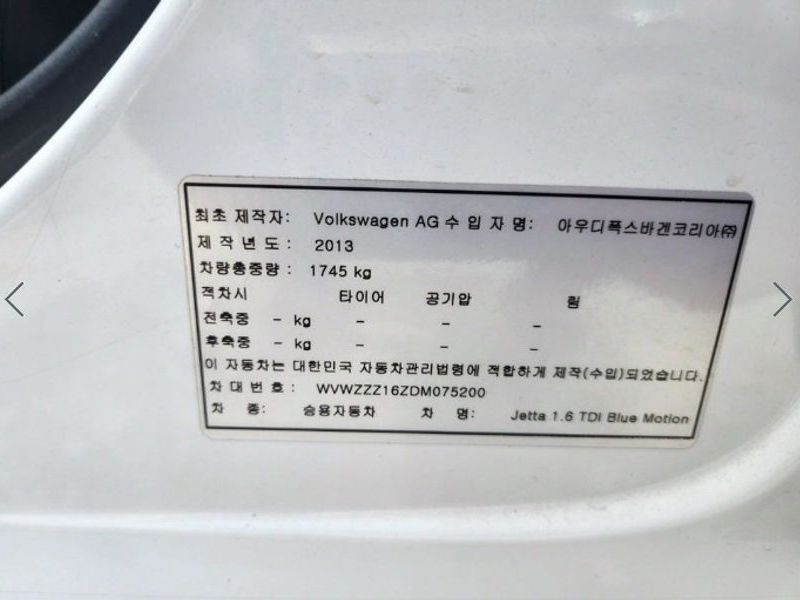 최초 제작자: Volkswagen AG 수 입 자 명: 아우디폭스바겐코리아㈜
제 작 년 도 : 2013
차량총중량 : 1745 kg
적차시 타이어 공기압 림
전축중 - kg - - -
후축중 - kg - - -
이 자동차는 대한민국 자동차관리법령에 적합하게 제작(수입)되었습니다.
차 대 번 호 : WVWZZZ16ZDM075200
차 종: 승용자동차 차 명: Jetta 1.6 TDI Blue Motion